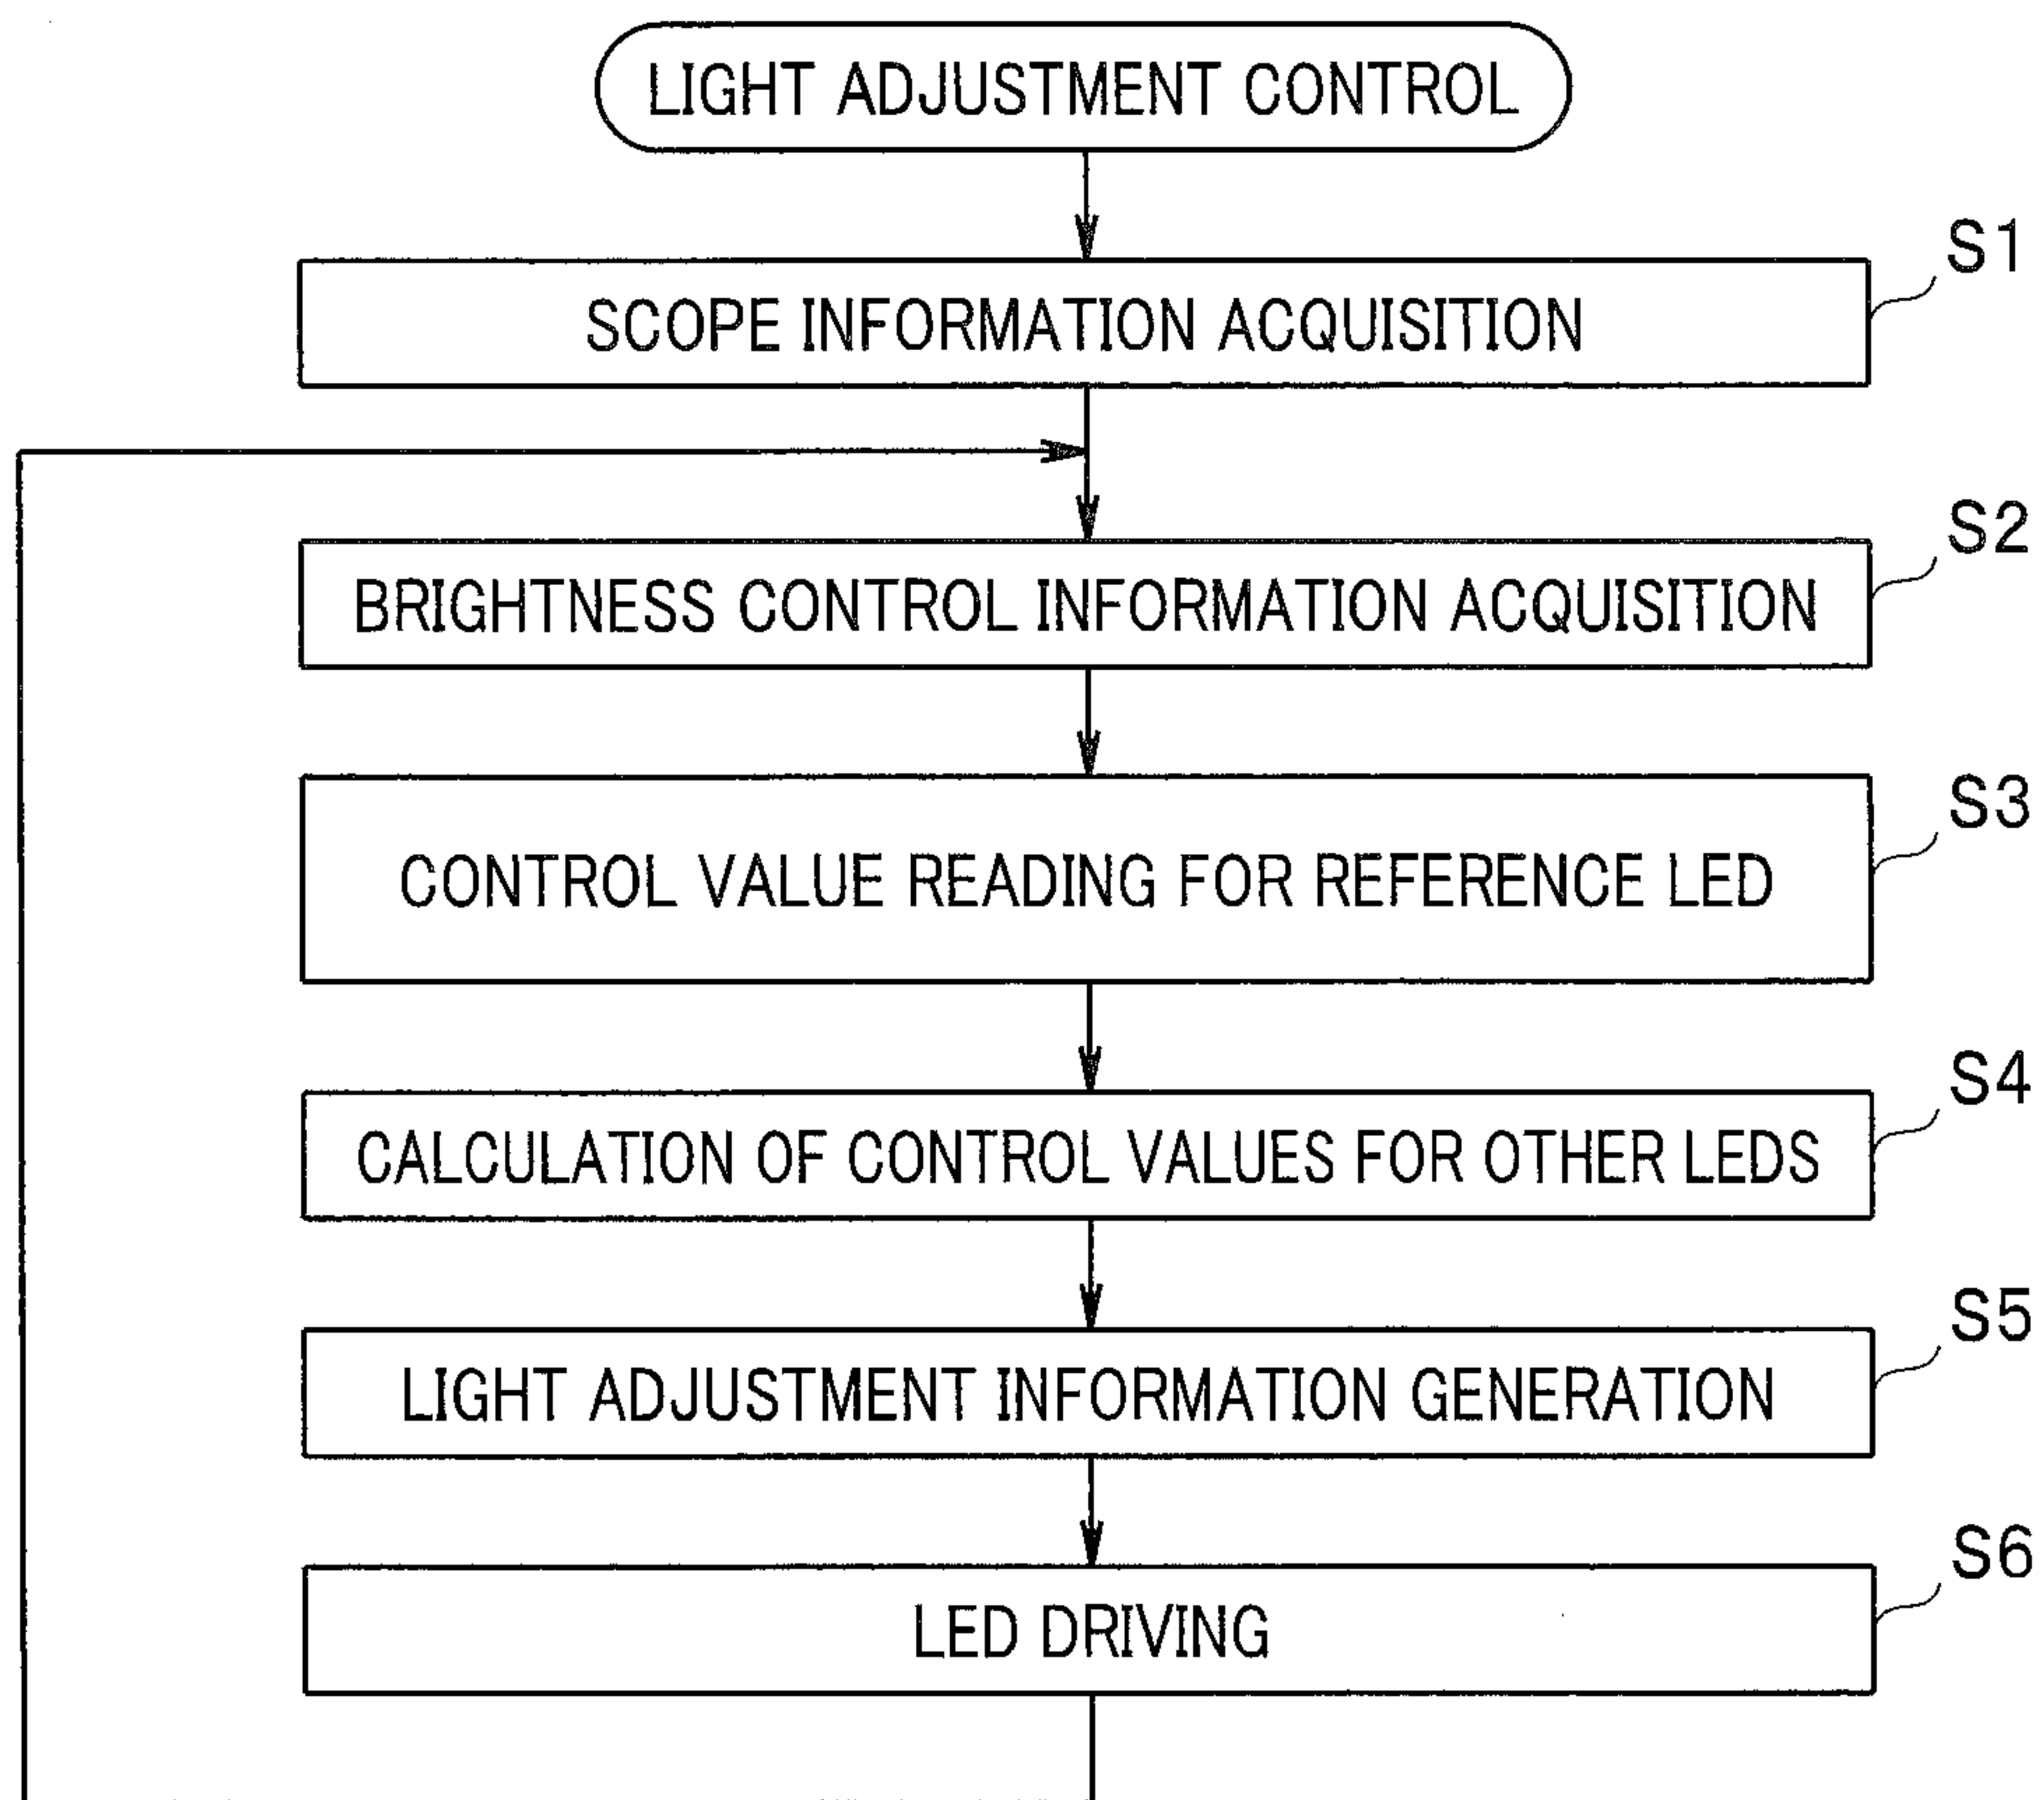 LIGHT ADJUSTMENT CONTROL
S1
SCOPE INFORMATION ACQUISITION
S2
BRIGHTNESS CONTROL INFORMATION ACQUISITION
S3
CONTROL VALUE READING FOR REFERENCE LED
S4
CALCULATION OF CONTROL VALUES FOR OTHER LEDS
S5
LIGHT ADJUSTMENT INFORMATION GENERATION
S6
LED DRIVING